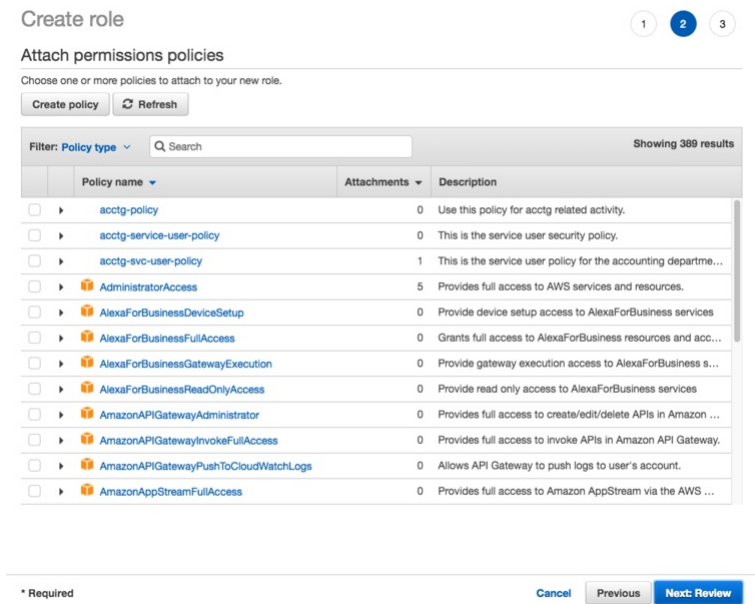 Create role
1 2 3
Attach permissions policies
Choose one or more policies to attach to your new role.
Create policy Refresh
Filter: Policy type Search Showing 389 results
Policy name Attachments Description
acctg-policy 0 Use this policy for acctg related activity.
acctg-service-user-policy 0 This is the service user security policy.
acctg-svc-user-policy 1 This is the service user policy for the accounting departme...
AdministratorAccess 5 Provides full access to AWS services and resources.
AlexaForBusinessDeviceSetup 0 Provide device setup access to AlexaForBusiness services
AlexaForBusinessFullAccess 0 Grants full access to AlexaForBusiness resources and acc...
AlexaForBusinessGatewayExecution 0 Provide gateway execution access to AlexaForBusiness s...
AlexaForBusinessReadOnlyAccess 0 Provide read only access to AlexaForBusiness services
AmazonAPIGatewayAdministrator 0 Provides full access to create/edit/delete APIs in Amazon ...
AmazonAPIGatewayInvokeFullAccess 0 Provides full access to invoke APIs in Amazon API Gateway.
AmazonAPIGatewayPushToCloudWatchLogs 0 Allows API Gateway to push logs to user's account.
AmazonAppStreamFullAccess 0 Provides full access to Amazon AppStream via the AWS ...
* Required Cancel Previous Next: Review